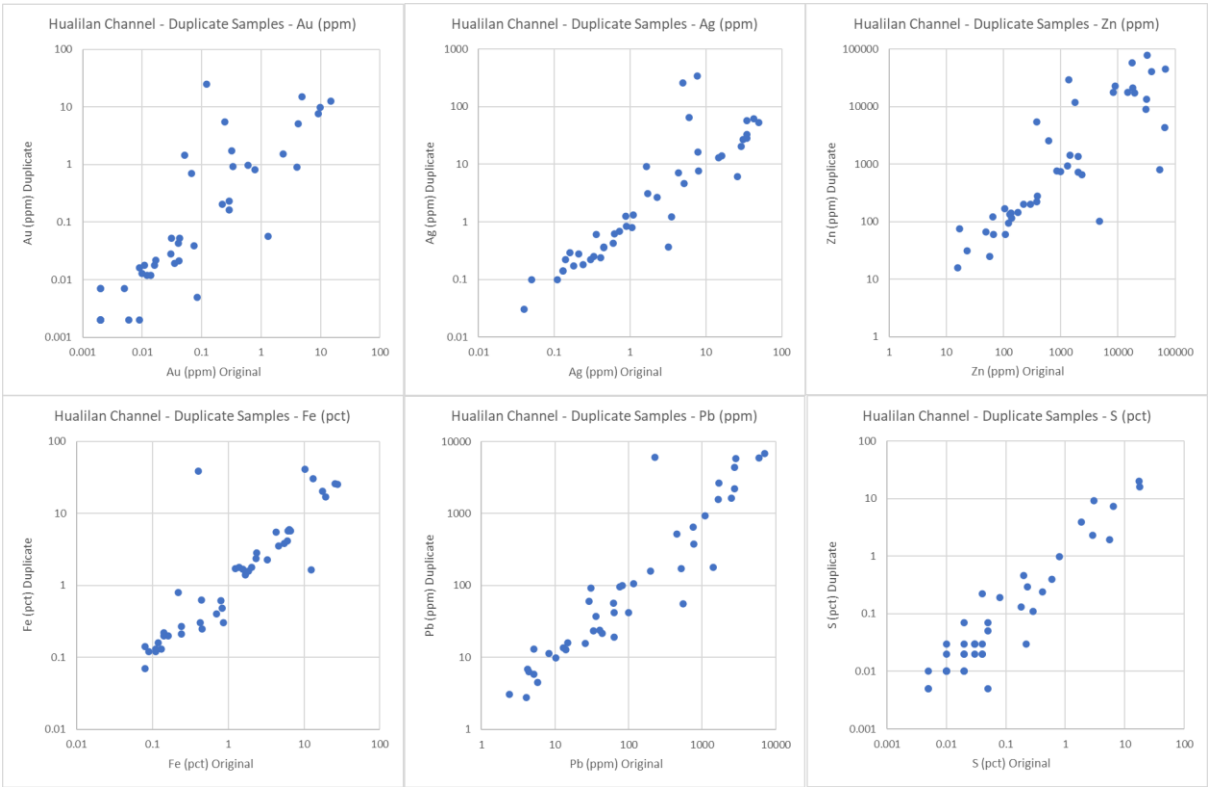 Hualilan Channel - Duplicate Samples - Au (ppm)
100
10
1
0.1
0.01
0.001
Au (ppm) Duplicate
0.001 0.01 0.1 1 10 100
Au (ppm) Original
Hualilan Channel - Duplicate Samples - Ag (ppm)
1000
100
10
1
0.1
0.01
Ag (ppm) Duplicate
0.01 0.1 1 10 100
Ag (ppm) Original
Hualilan Channel - Duplicate Samples - Zn (ppm)
100000
10000
1000
100
10
1
Zn (ppm) Duplicate
1 10 100 1000 10000 100000
Zn (ppm) Original
Hualilan Channel - Duplicate Samples - Fe (pct)
100
10
1
0.1
0.01
Fe (pct) Duplicate
0.01 0.1 1 10 100
Fe (pct) Original
Hualilan Channel - Duplicate Samples - Pb (ppm)
10000
1000
100
10
1
Pb (ppm) Duplicate
1 10 100 1000 10000
Pb (ppm) Original
Hualilan Channel - Duplicate Samples - S (pct)
100
10
1
0.1
0.01
0.001
S (pct) Duplicate
0.001 0.01 0.1 1 10 100
S (pct) Original